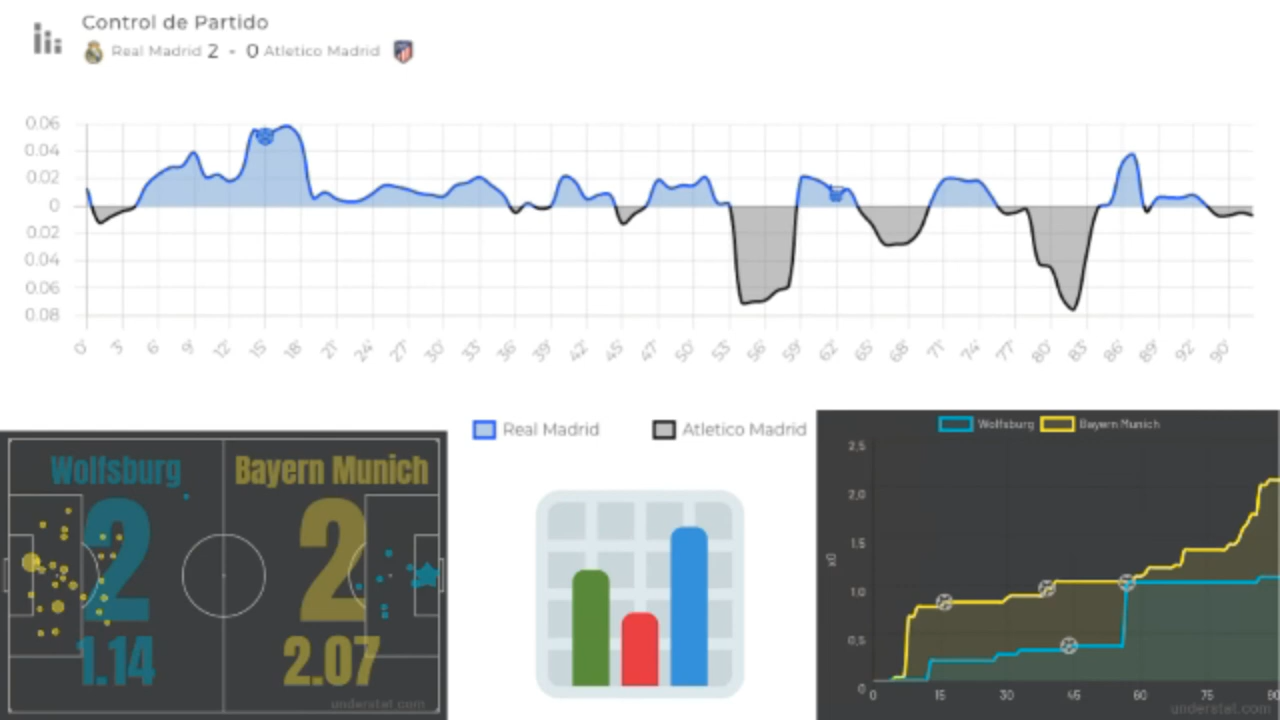 Control de Partido
Real Madrid 2 - 0 Atletico Madrid
0.06
0.04
0.02
0
0.02
0.04
0.06
0.08
0' 3' 6' 9' 12' 15' 18' 21' 24' 27' 30' 33' 36' 39' 42' 45' 47' 50' 53' 56' 59' 62' 65' 68' 71' 74' 77' 80' 83' 86' 89' 92' 90'
Real Madrid Atletico Madrid
Wolfsburg Bayern Munich
2 2
1.14 2.07
understat.com
Wolfsburg Bayern Munich
2,5
2,0
1,5
xG
1,0
0,5
0
0 15 30 45 60 75 90
understat.com